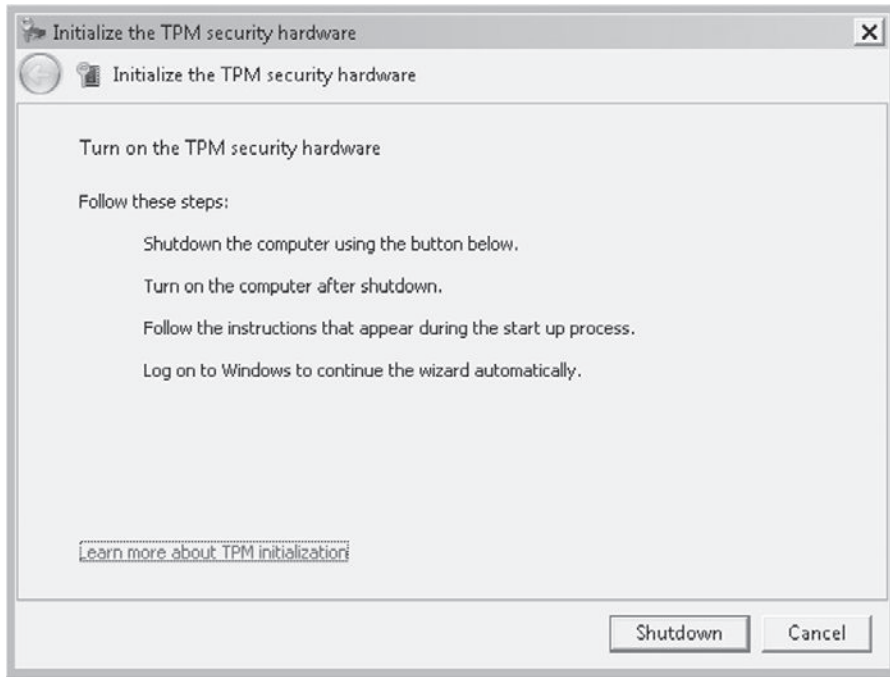 Initialize the TPM security hardware
Initialize the TPM security hardware
Turn on the TPM security hardware
Follow these steps:
Shutdown the computer using the button below.
Turn on the computer after shutdown.
Follow the instructions that appear during the start up process.
Log on to Windows to continue the wizard automatically.
Learn more about TPM initialization
Shutdown Cancel